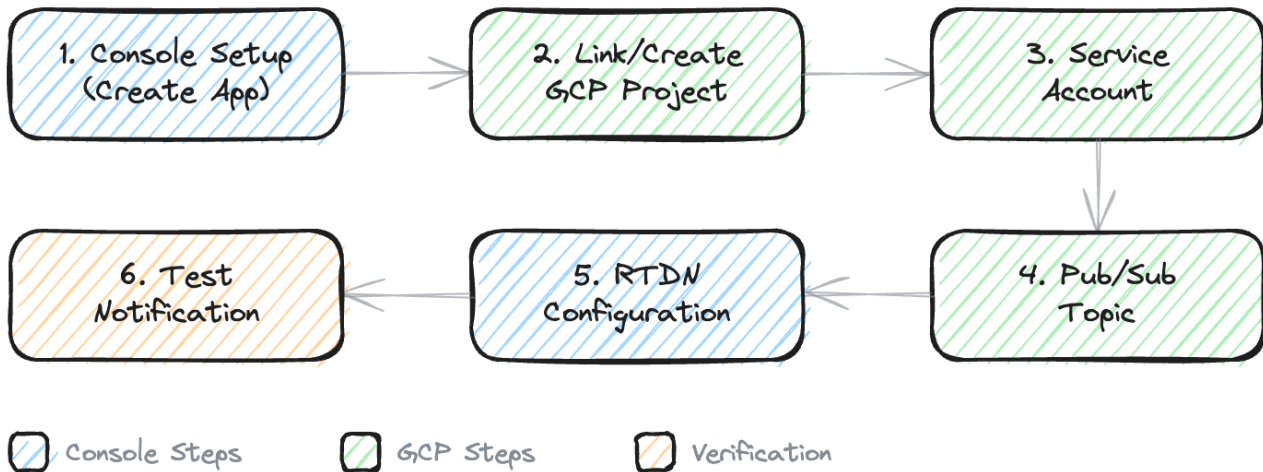 1. Console Setup
(Create App)
2. Link/Create
GCP Project
3. Service
Account
4. Pub/Sub
Topic
5. RTDN
Configuration
6. Test
Notification
Console Steps
GCP Steps
Verification